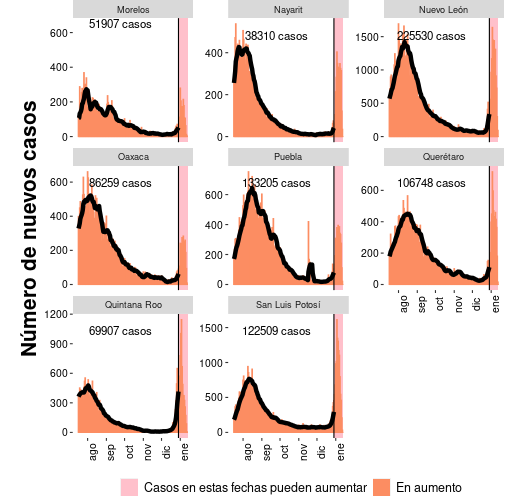 Número de nuevos casos
Morelos
51907 casos
600
400
200
0
Nayarit
38310 casos
400
200
0
Nuevo León
225530 casos
1500
1000
500
0
Oaxaca
86259 casos
600
400
200
0
Puebla
133205 casos
600
400
200
0
Querétaro
106748 casos
600
400
200
0
ago sep oct nov dic ene
Quintana Roo
69907 casos
1200
900
600
300
0
ago sep oct nov dic ene
San Luis Potosí
122509 casos
1500
1000
500
0
ago sep oct nov dic ene
Casos en estas fechas pueden aumentar
En aumento